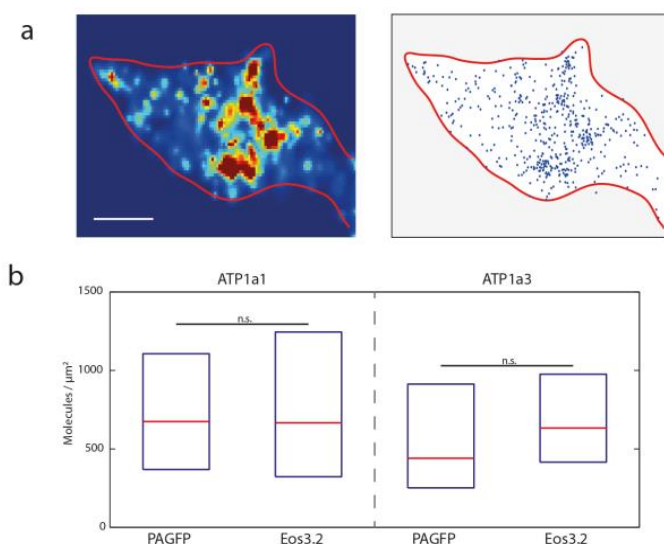 a
b
ATP1a1 ATP1a3
1500
n.s.
n.s.
1000
Molecules / μm²
500
0
PAGFP Eos3.2 PAGFP Eos3.2